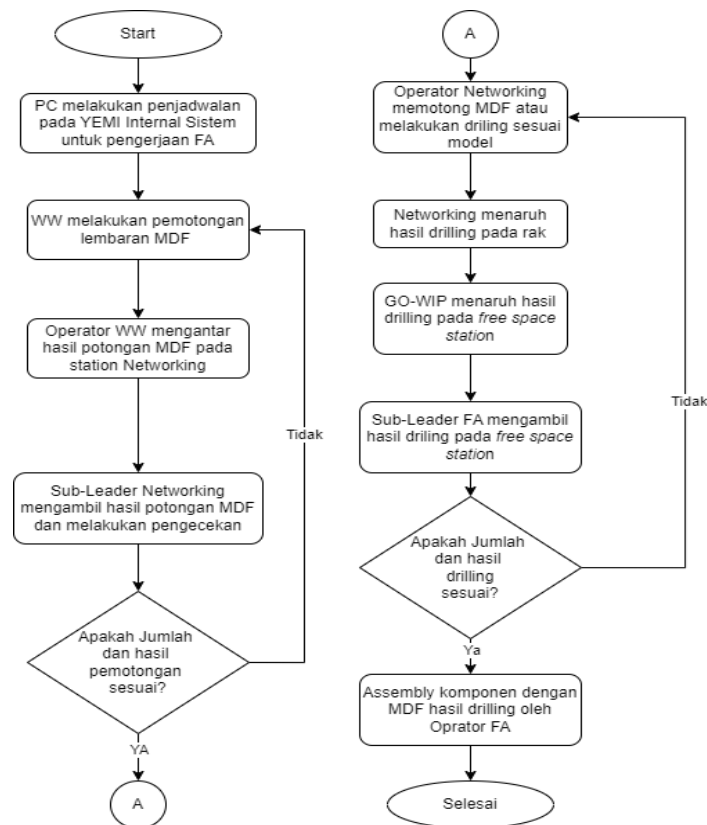 Start
PC melakukan penjadwalan
pada YEMI Internal Sistem
untuk pengerjaan FA
WW melakukan pemotongan
lembaran MDF
Operator WW mengantar
hasil potongan MDF pada
station Networking
Tidak
Sub-Leader Networking
mengambil hasil potongan MDF
dan melakukan pengecekan
Apakah Jumlah
dan hasil
pemotongan
sesuai?
YA
A
A
Operator Networking
memotong MDF atau
melakukan driling sesuai
model
Networking menaruh
hasil drilling pada rak
GO-WIP menaruh hasil
drilling pada free space
station
Tidak
Sub-Leader FA mengambil
hasil driling pada free space
station
Apakah Jumlah
dan hasil
drilling
sesuai?
Ya
Assembly komponen dengan
MDF hasil drilling oleh
Oprator FA
Selesai